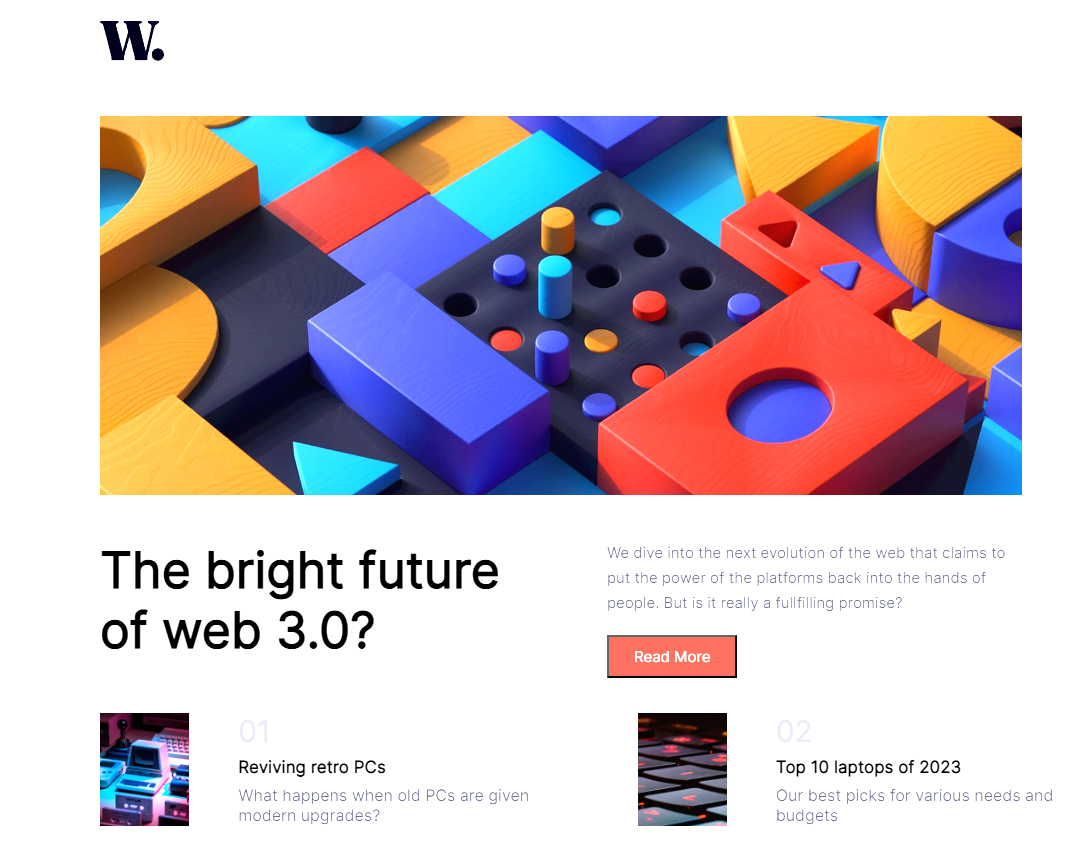 W.
The bright future
of web 3.0?
We dive into the next evolution of the web that claims to
put the power of the platforms back into the hands of
people. But is it really a fullfilling promise?
Read More
01
Reviving retro PCs
What happens when old PCs are given
modern upgrades?
02
Top 10 laptops of 2023
Our best picks for various needs and
budgets